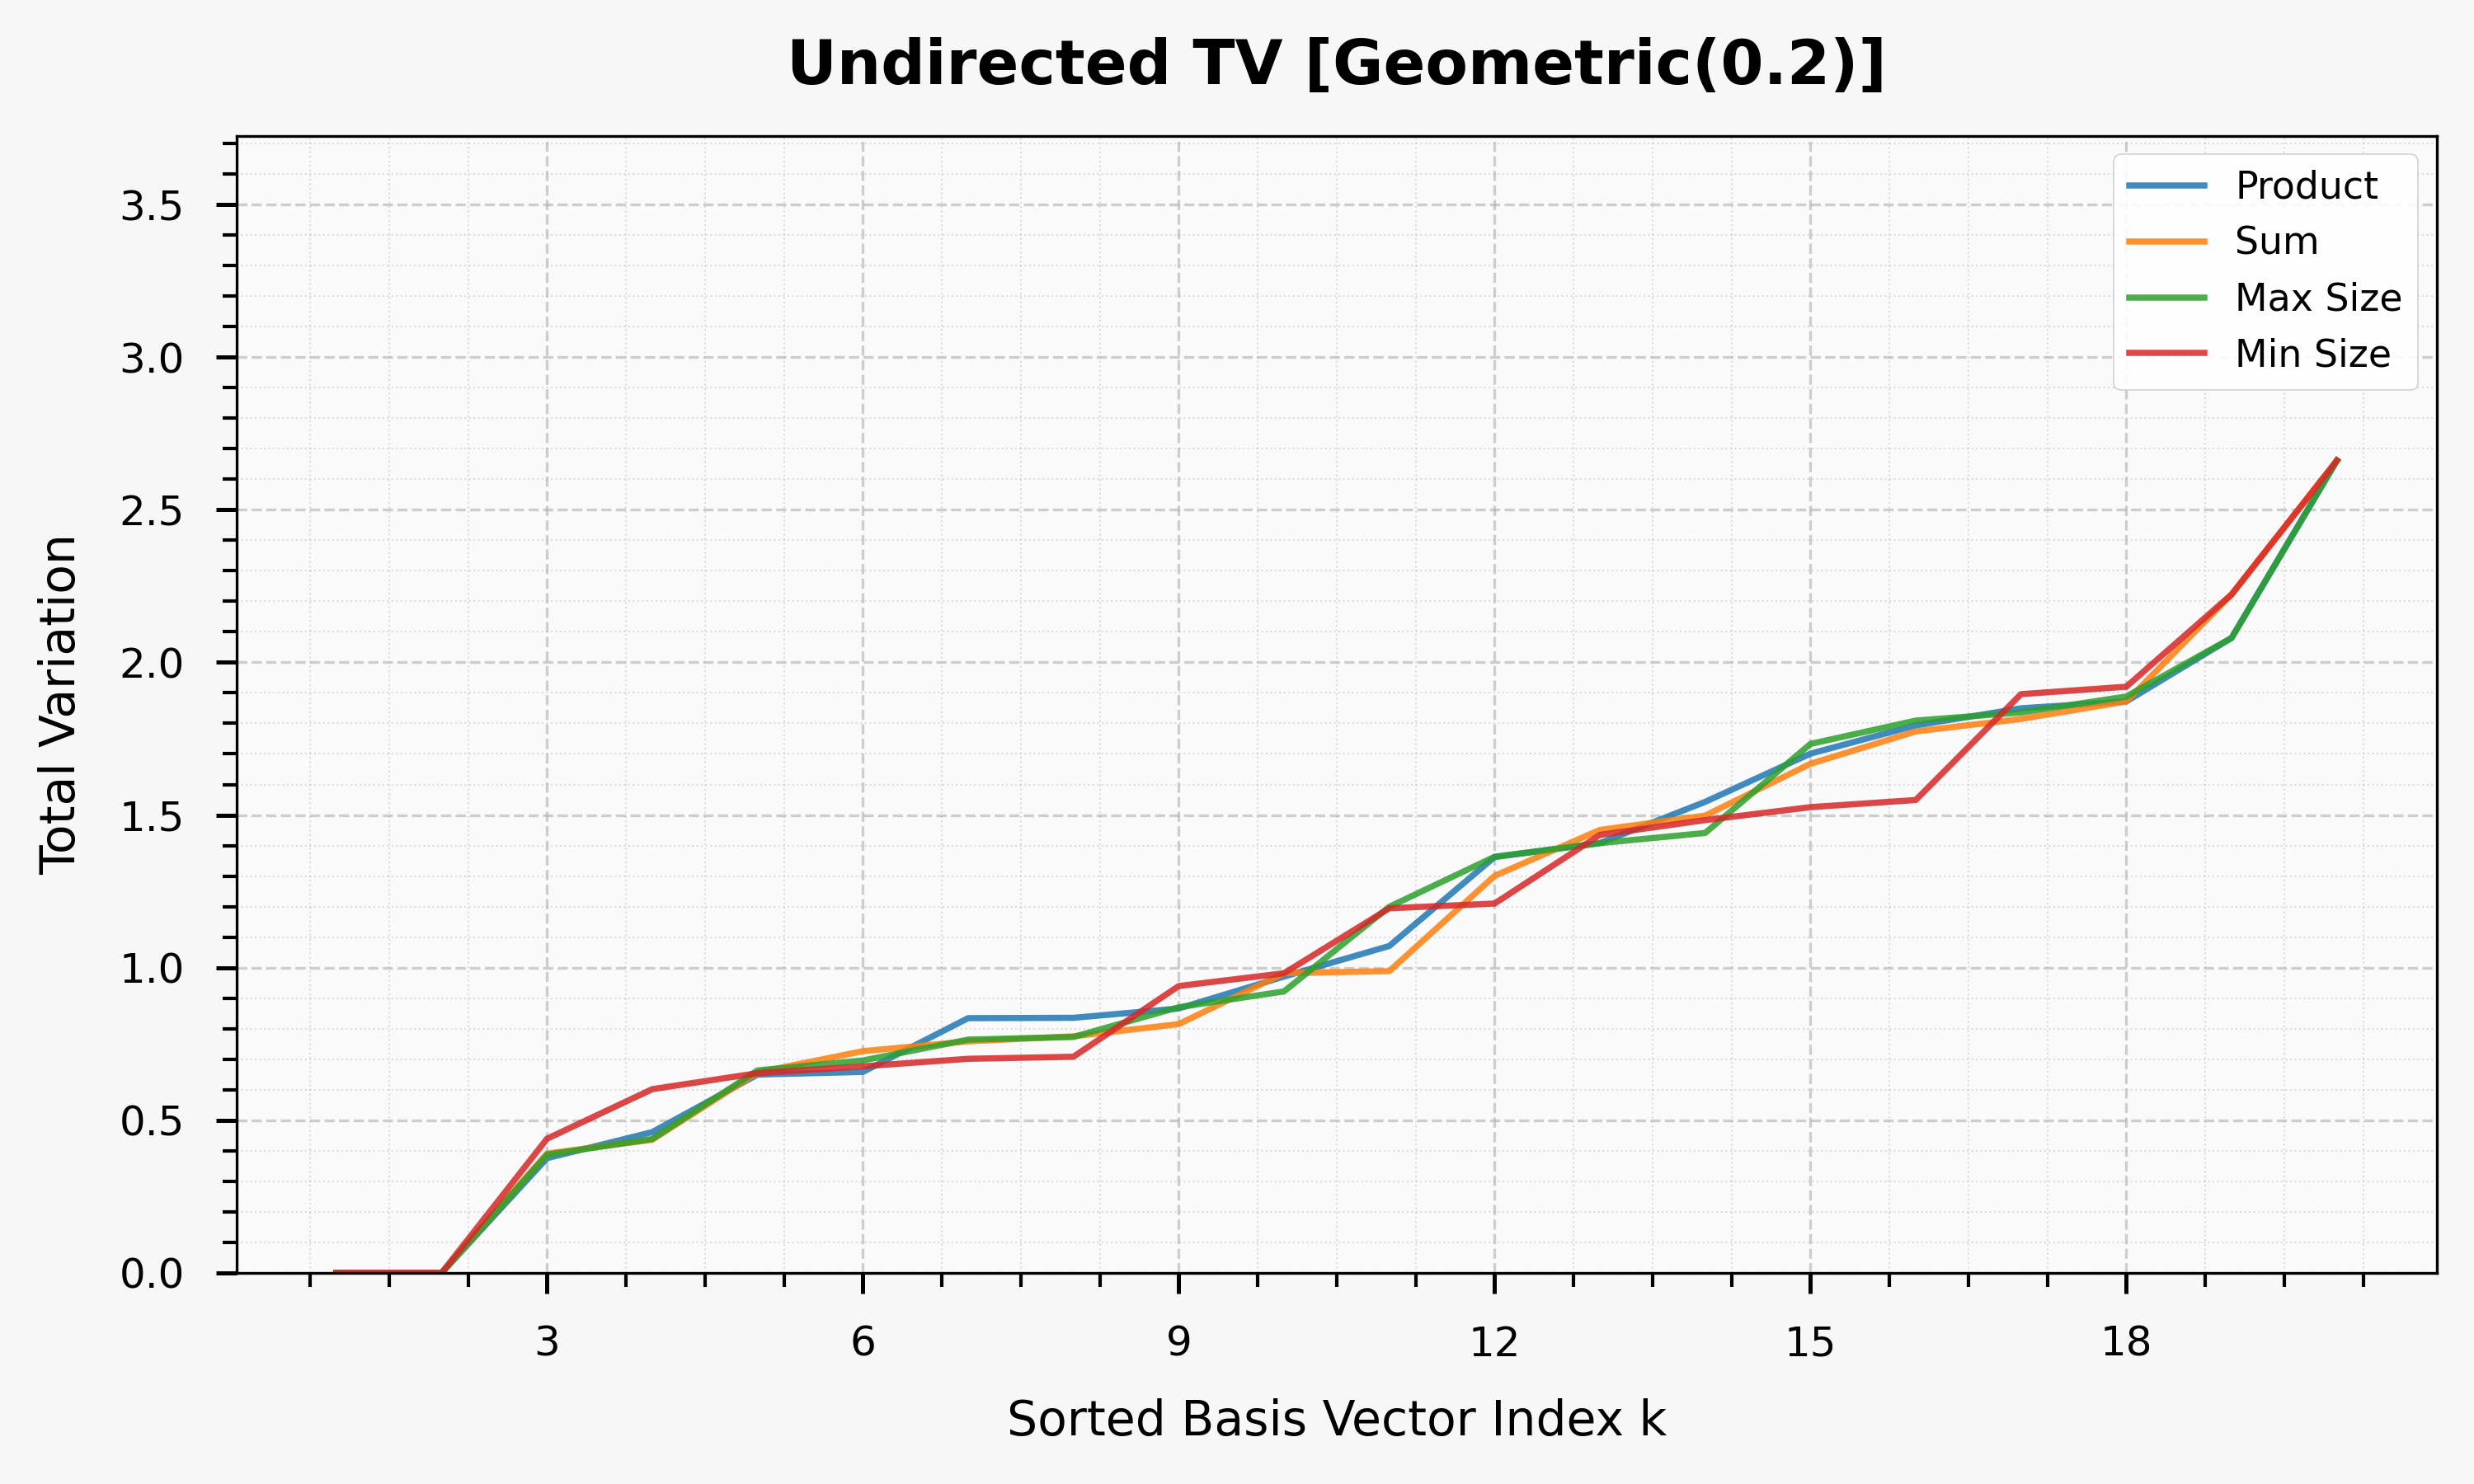 Undirected TV [Geometric(0.2)]
Product
Sum
Max Size
Min Size
Total Variation
3.5
3.0
2.5
2.0
1.5
1.0
0.5
0.0
3 6 9 12 15 18
Sorted Basis Vector Index k